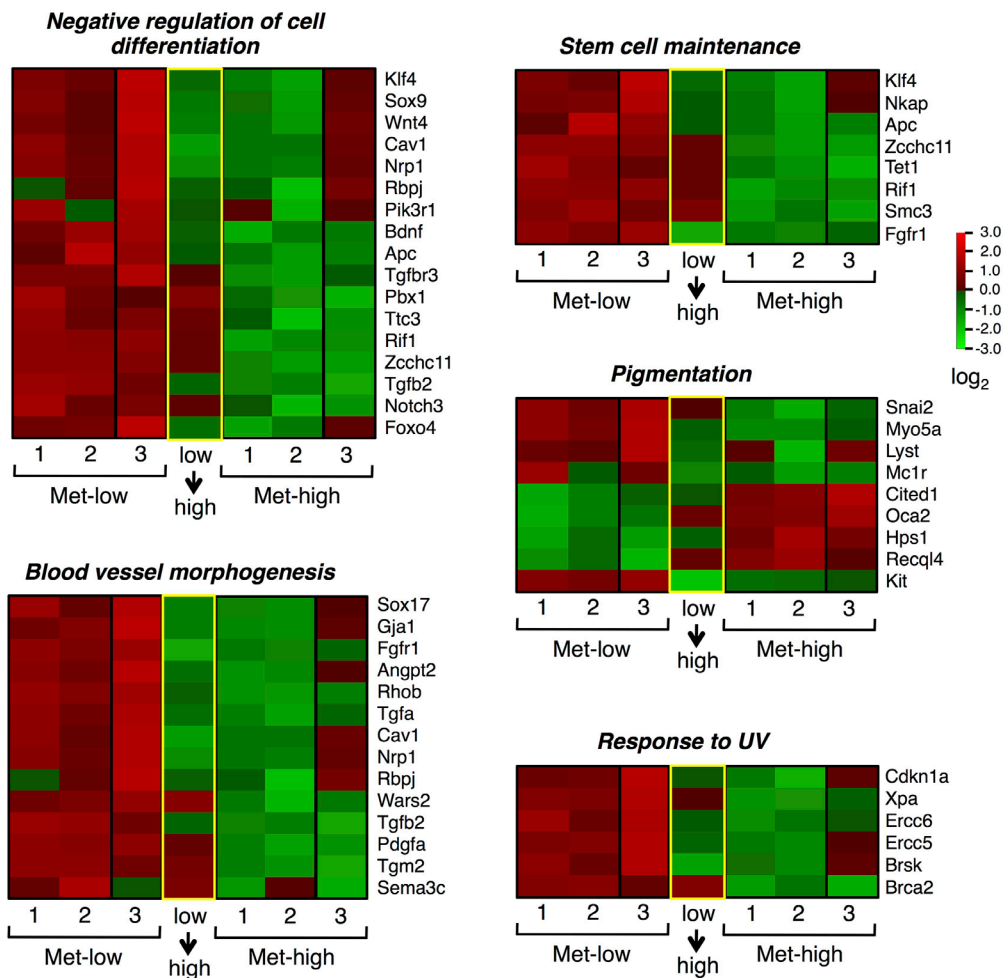 Negative regulation of cell
differentiation
Klf4
Sox9
Wnt4
Cav1
Nrp1
Rbpj
Pik3r1
Bdnf
Apc
Tgfbr3
Pbx1
Ttc3
Rif1
Zcchc11
Tgfb2
Notch3
Foxo4
1 2 3 low 1 2 3
Met-low high Met-high
Blood vessel morphogenesis
Sox17
Gja1
Fgfr1
Angpt2
Rhob
Tgfa
Cav1
Nrp1
Rbpj
Wars2
Tgfb2
Pdgfa
Tgm2
Sema3c
1 2 3 low 1 2 3
Met-low high Met-high
Stem cell maintenance
Klf4
Nkap
Apc
Zcchc11
Tet1
Rif1
Smc3
Fgfr1
1 2 3 low 1 2 3
Met-low high Met-high
3.0
2.0
1.0
0.0
-1.0
-2.0
-3.0
log2
Pigmentation
Snai2
Myo5a
Lyst
Mc1r
Cited1
Oca2
Hps1
Recql4
Kit
1 2 3 low 1 2 3
Met-low high Met-high
Response to UV
Cdkn1a
Xpa
Ercc6
Ercc5
Brsk
Brca2
1 2 3 low 1 2 3
Met-low high Met-high